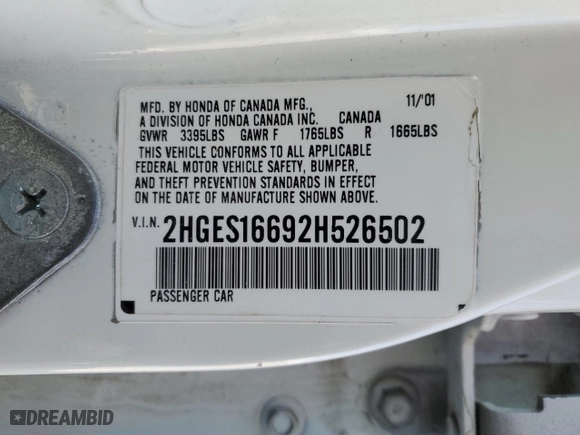 MFD. BY HONDA OF CANADA MFG., 11/'01
A DIVISION OF HONDA CANADA INC. CANADA
GVWR 3395LBS GAWR F 1765LBS R 1665LBS
THIS VEHICLE CONFORMS TO ALL APPLICABLE
FEDERAL MOTOR VEHICLE SAFETY, BUMPER,
AND THEFT PREVENTION STANDARDS IN EFFECT
ON THE DATE OF MANUFACTURE SHOWN ABOVE.
V.I.N. 2HGES16692H526502
PASSENGER CAR
DREAMBID